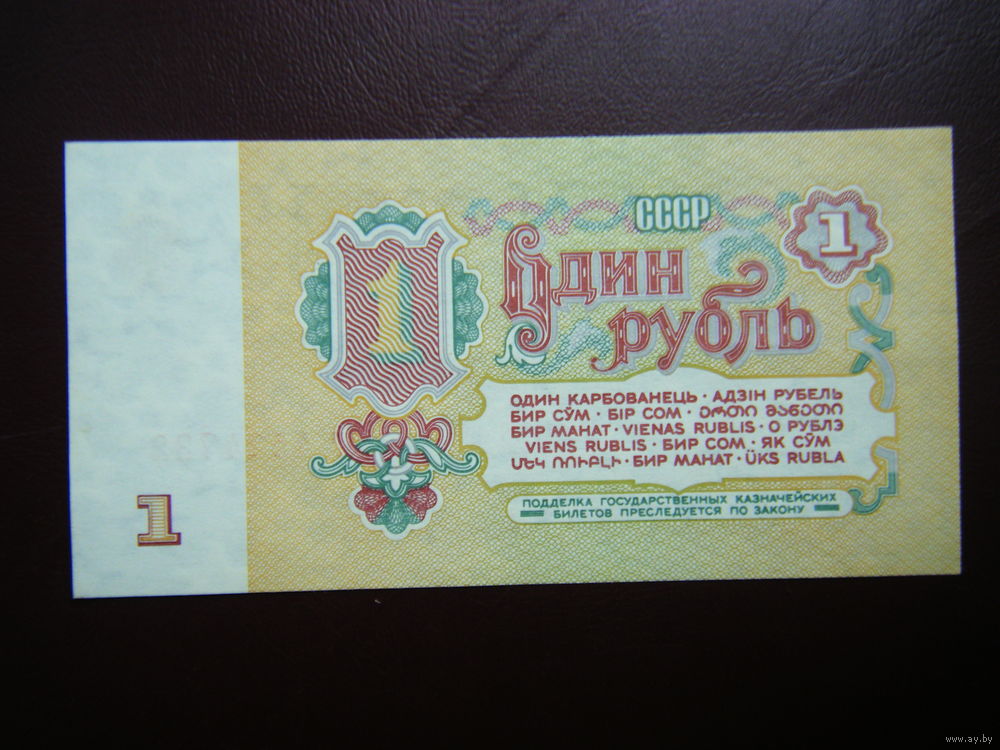 СССР
1
1
Один
рубль
ОДИН КАРБОВАНЕЦЬ · АДЗІН РУБЕЛЬ
БИР СЎМ · БІР СОМ · ᲔᲠᲗᲘ ᲛᲐᲜᲔᲗᲘ
БИР МАНАТ · VIENAS RUBLIS · О РУБЛЭ
VIENS RUBLIS · БИР СОМ · ЯК СӮМ
ՄԵԿ ՌՈՒԲԼԻ · БИР МАНАТ · ÜKS RUBLA
ПОДДЕЛКА ГОСУДАРСТВЕННЫХ КАЗНАЧЕЙСКИХ
БИЛЕТОВ ПРЕСЛЕДУЕТСЯ ПО ЗАКОНУ
1
www.ay.by